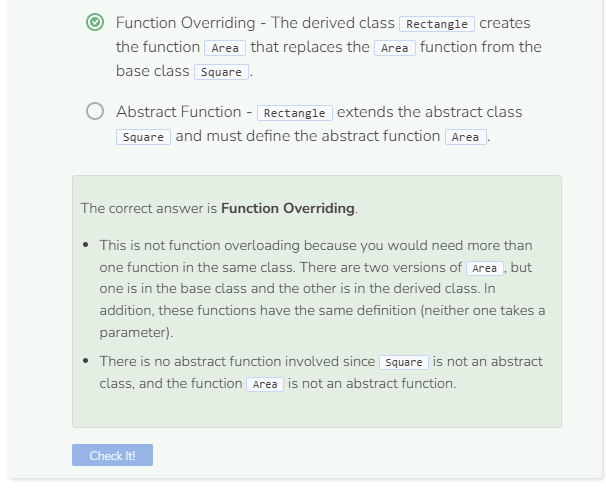 Function Overriding - The derived class Rectangle creates
the function Area that replaces the Area function from the
base class Square.
Abstract Function - Rectangle extends the abstract class
Square and must define the abstract function Area.
The correct answer is Function Overriding.
This is not function overloading because you would need more than
one function in the same class. There are two versions of Area, but
one is in the base class and the other is in the derived class. In
addition, these functions have the same definition (neither one takes a
parameter).
There is no abstract function involved since Square is not an abstract
class, and the function Area is not an abstract function.
Check It!